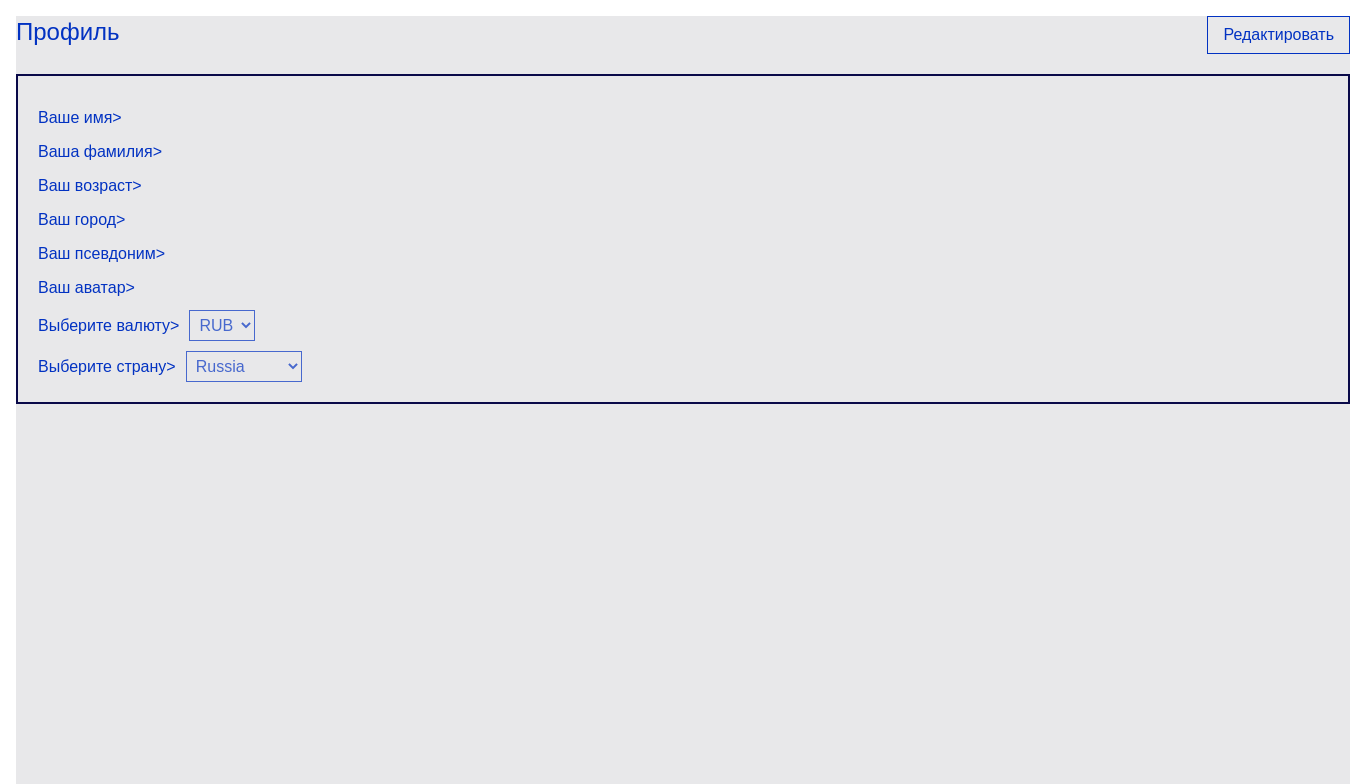 Профиль
Редактировать
Ваше имя>
Ваша фамилия>
Ваш возраст>
Ваш город>
Ваш псевдоним>
Ваш аватар>
Выберите валюту> RUB
Выберите страну> Russia